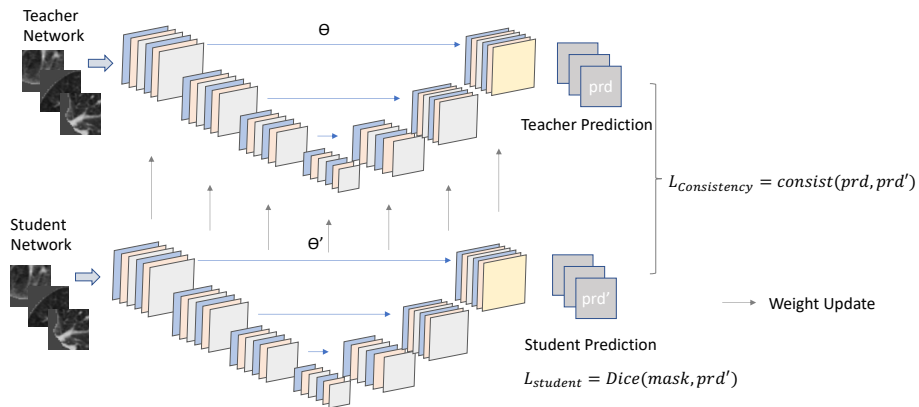 Teacher
Network
ϴ
prd
Teacher Prediction
L_Consistency = consist(prd, prd′)
Student
Network
ϴ′
prd′
Weight Update
Student Prediction
L_student = Dice(mask, prd′)